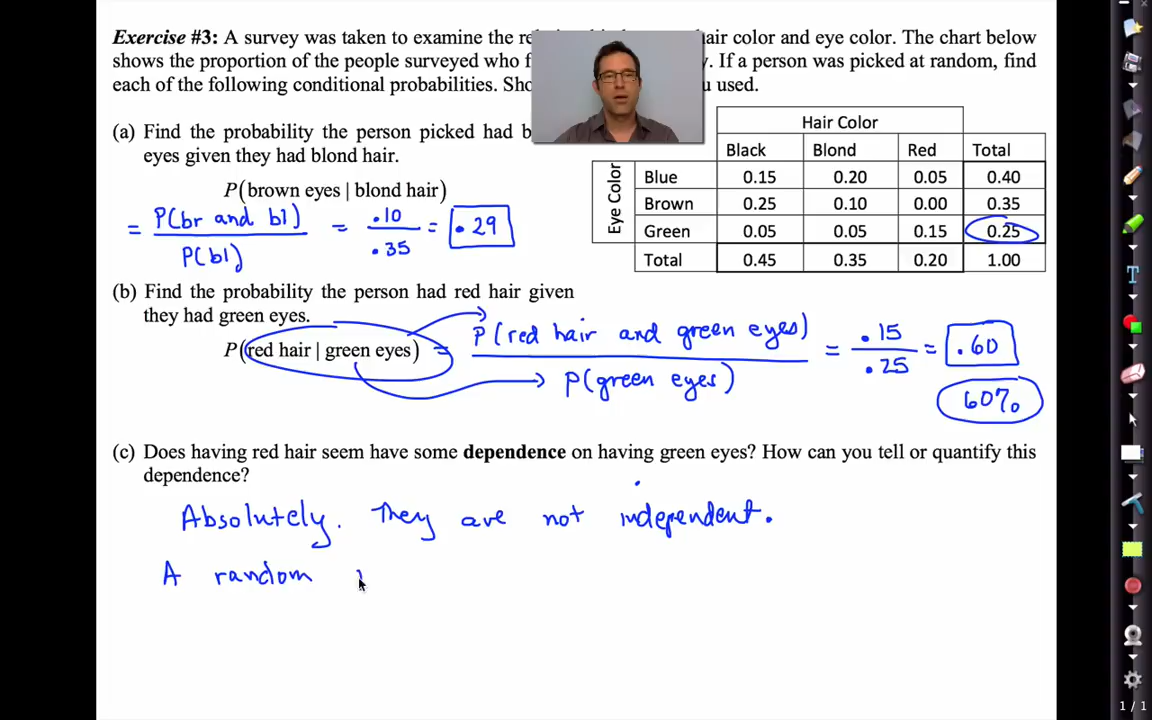 Exercise #3: A survey was taken to examine the hair color and eye color. The chart below
shows the proportion of the people surveyed who If a person was picked at random, find
each of the following conditional probabilities. used.
(a) Find the probability the person picked had
eyes given they had blond hair.
P(brown eyes | blond hair)
= P(br and bl) / P(bl) = .10 / .35 = .29
Hair Color
Black Blond Red Total
Eye Color
Blue 0.15 0.20 0.05 0.40
Brown 0.25 0.10 0.00 0.35
Green 0.05 0.05 0.15 0.25
Total 0.45 0.35 0.20 1.00
(b) Find the probability the person had red hair given
they had green eyes.
P(red hair | green eyes) = P(red hair and green eyes) / P(green eyes) = .15 / .25 = .60
60%
(c) Does having red hair seem have some dependence on having green eyes? How can you tell or quantify this
dependence?
Absolutely. They are not independent.
A random
1 / 1